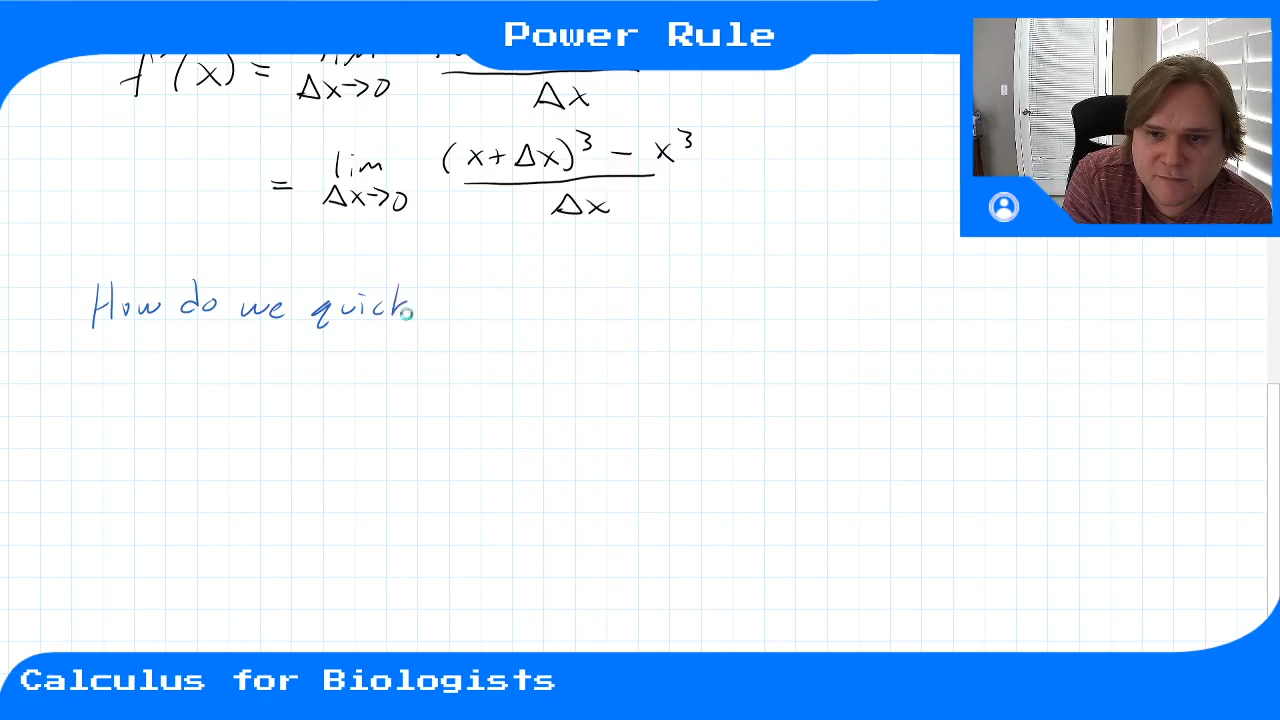 Power Rule
f'(x) = lim
Δx→0
Δx
= lim (x+Δx)³ - x³
Δx→0 Δx
How do we quick
Calculus for Biologists